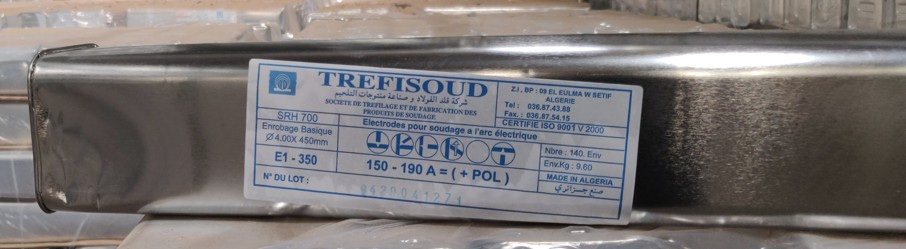 TREFISOUD
شركة قلد الفولاذ و صناعة منتوجات التلحيم
SOCIETE DE TREFILAGE ET DE FABRICATION DES
PRODUITS DE SOUDAGE
Z.I , BP : 09 EL EULMA W SETIF
ALGERIE
Tel : 036.87.43.88
Fax. : 036.87.54.15
CERTIFIE ISO 9001 V 2000
SRH 700
Enrobage Basique
Ø 4,00X 450mm
E1 - 350
Electrodes pour soudage a l'arc électrique
150 - 190 A = ( + POL )
Nbre : 140. Env
Env.Kg : 9.60
MADE IN ALGERIA
صنع جزائري
N° DU LOT :